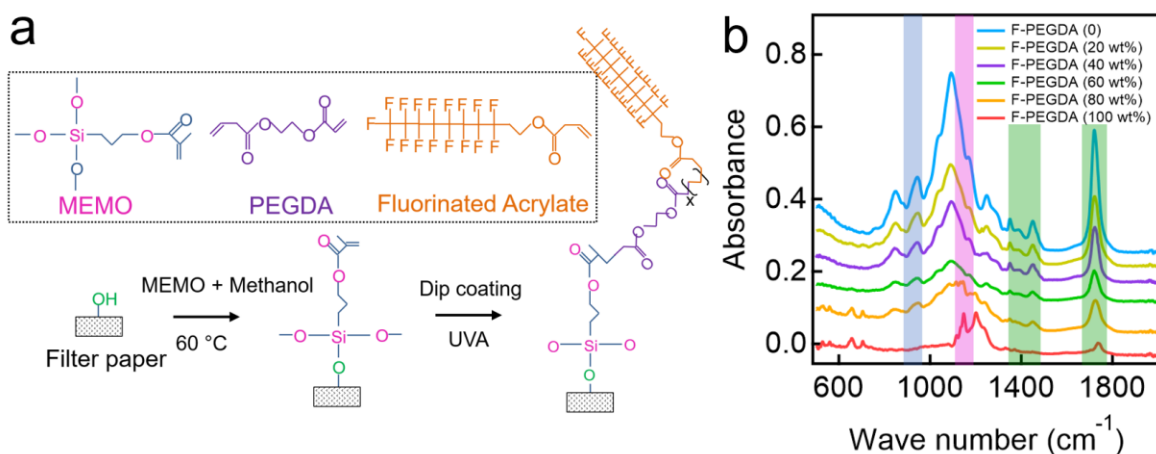 a
MEMO
PEGDA
Fluorinated Acrylate
OH
Filter paper
MEMO + Methanol
60 °C
Dip coating
UVA
x
b
F-PEGDA (0)
F-PEGDA (20 wt%)
F-PEGDA (40 wt%)
F-PEGDA (60 wt%)
F-PEGDA (80 wt%)
F-PEGDA (100 wt%)
Absorbance
0.8
0.6
0.4
0.2
0.0
600 1000 1400 1800
Wave number (cm⁻¹)